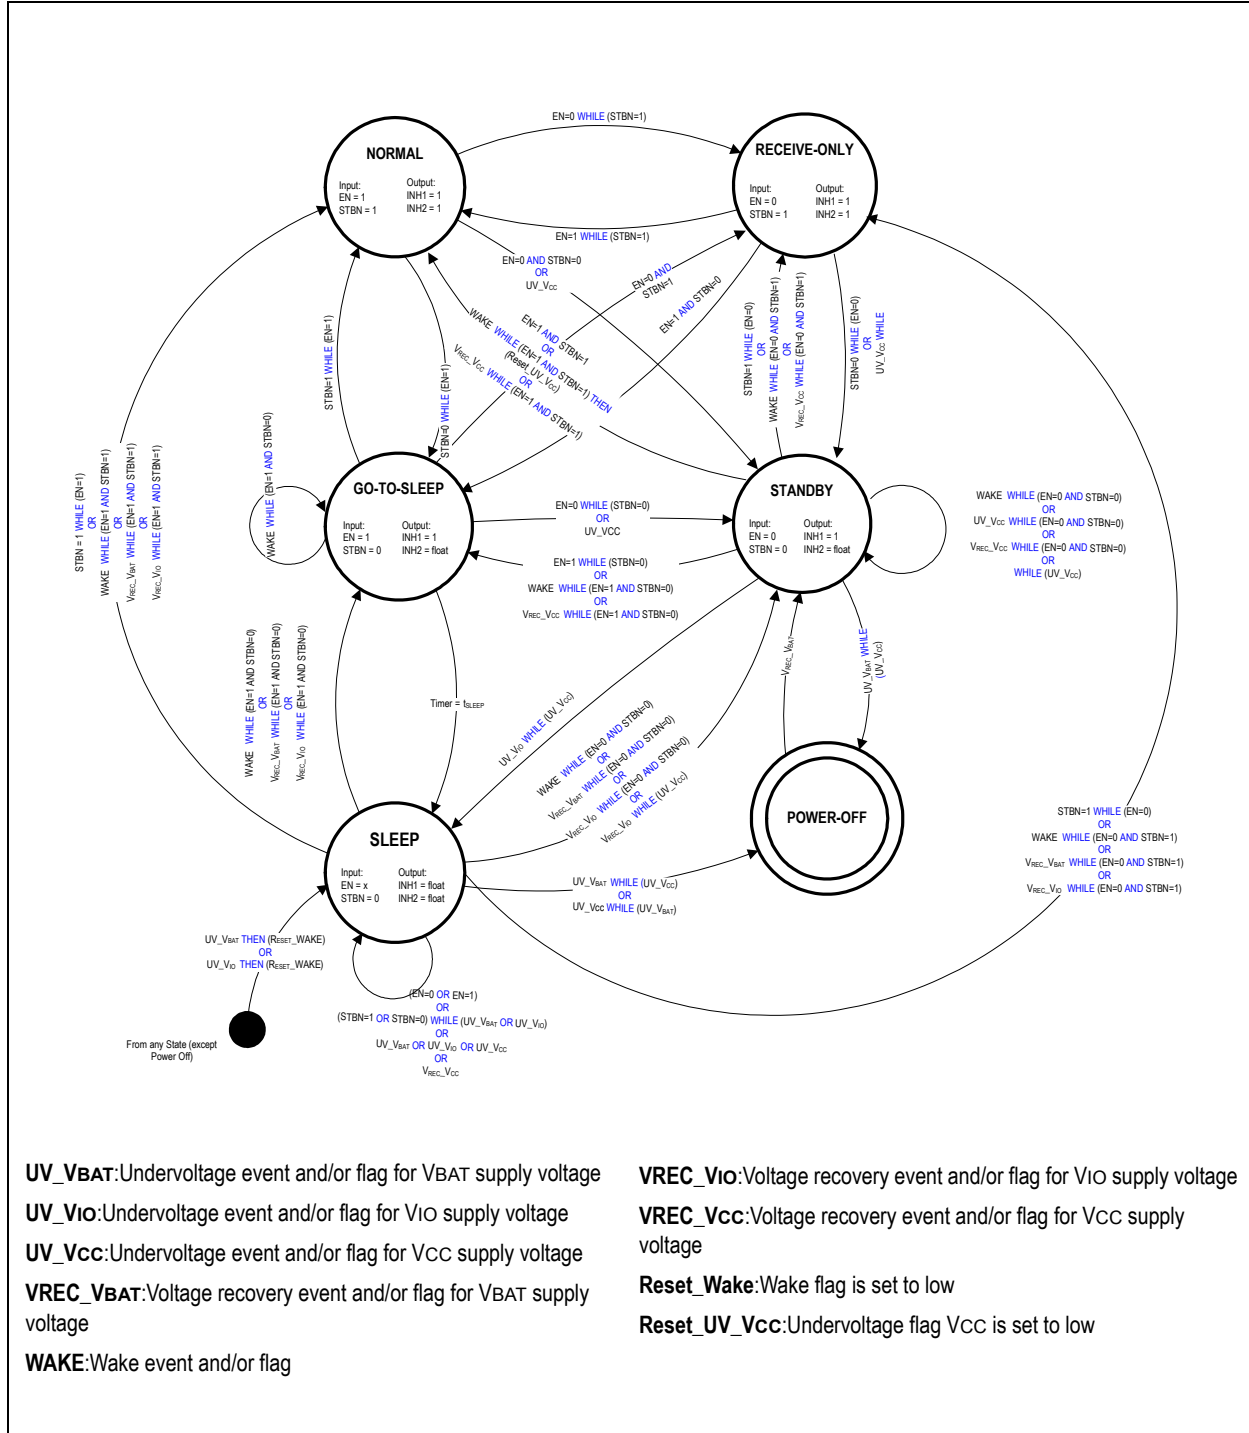 EN=0 WHILE (STBN=1)
NORMAL
Input:
EN = 1
STBN = 1
Output:
INH1 = 1
INH2 = 1
RECEIVE-ONLY
Input:
EN = 0
STBN = 1
Output:
INH1 = 1
INH2 = 1
EN=1 WHILE (STBN=1)
EN=0 AND STBN=0
OR
UV_VCC
EN=0 AND
STBN=1
EN=1 AND STBN=0
EN=1 AND STBN=1
OR
WAKE WHILE (EN=1 AND STBN=1) THEN
(Reset_UV_VCC)
OR
VREC_VCC WHILE (EN=1 AND STBN=1)
STBN=1 WHILE (EN=1)
STBN=0 WHILE (EN=1)
STBN=1 WHILE (EN=0)
OR
WAKE WHILE (EN=0 AND STBN=1)
OR
VREC_VCC WHILE (EN=0 AND STBN=1)
STBN=0 WHILE (EN=0)
OR
UV_VCC WHILE
WAKE WHILE (EN=1 AND STBN=0)
GO-TO-SLEEP
Input:
EN = 1
STBN = 0
Output:
INH1 = 1
INH2 = float
EN=0 WHILE (STBN=0)
OR
UV_VCC
EN=1 WHILE (STBN=0)
OR
WAKE WHILE (EN=1 AND STBN=0)
OR
VREC_VCC WHILE (EN=1 AND STBN=0)
STANDBY
Input:
EN = 0
STBN = 0
Output:
INH1 = 1
INH2 = float
WAKE WHILE (EN=0 AND STBN=0)
OR
UV_VCC WHILE (EN=0 AND STBN=0)
OR
VREC_VCC WHILE (EN=0 AND STBN=0)
OR
WHILE (UV_VCC)
STBN = 1 WHILE (EN=1)
OR
WAKE WHILE (EN=1 AND STBN=1)
OR
VREC_VBAT WHILE (EN=1 AND STBN=1)
OR
VREC_VIO WHILE (EN=1 AND STBN=1)
WAKE WHILE (EN=1 AND STBN=0)
OR
VREC_VBAT WHILE (EN=1 AND STBN=0)
OR
VREC_VIO WHILE (EN=1 AND STBN=0)
Timer = tSLEEP
UV_VIO WHILE (UV_VCC)
WAKE WHILE (EN=0 AND STBN=0)
OR
VREC_VBAT WHILE (EN=0 AND STBN=0)
OR
VREC_VIO WHILE (EN=0 AND STBN=0)
OR
VREC_VIO WHILE (UV_VCC)
VREC_VBAT
UV_VBAT WHILE
(UV_VCC)
POWER-OFF
SLEEP
Input:
EN = x
STBN = 0
Output:
INH1 = float
INH2 = float
UV_VBAT WHILE (UV_VCC)
OR
UV_Vcc WHILE (UV_VBAT)
STBN=1 WHILE (EN=0)
OR
WAKE WHILE (EN=0 AND STBN=1)
OR
VREC_VBAT WHILE (EN=0 AND STBN=1)
OR
VREC_VIO WHILE (EN=0 AND STBN=1)
UV_VBAT THEN (RESET_WAKE)
OR
UV_VIO THEN (RESET_WAKE)
From any State (except
Power Off)
(EN=0 OR EN=1)
OR
(STBN=1 OR STBN=0) WHILE (UV_VBAT OR UV_VIO)
OR
UV_VBAT OR UV_VIO OR UV_VCC
OR
VREC_VCC
UV_VBAT:Undervoltage event and/or flag for VBAT supply voltage
UV_VIO:Undervoltage event and/or flag for VIO supply voltage
UV_VCC:Undervoltage event and/or flag for VCC supply voltage
VREC_VBAT:Voltage recovery event and/or flag for VBAT supply
voltage
WAKE:Wake event and/or flag
VREC_VIO:Voltage recovery event and/or flag for VIO supply voltage
VREC_VCC:Voltage recovery event and/or flag for VCC supply
voltage
Reset_Wake:Wake flag is set to low
Reset_UV_VCC:Undervoltage flag VCC is set to low